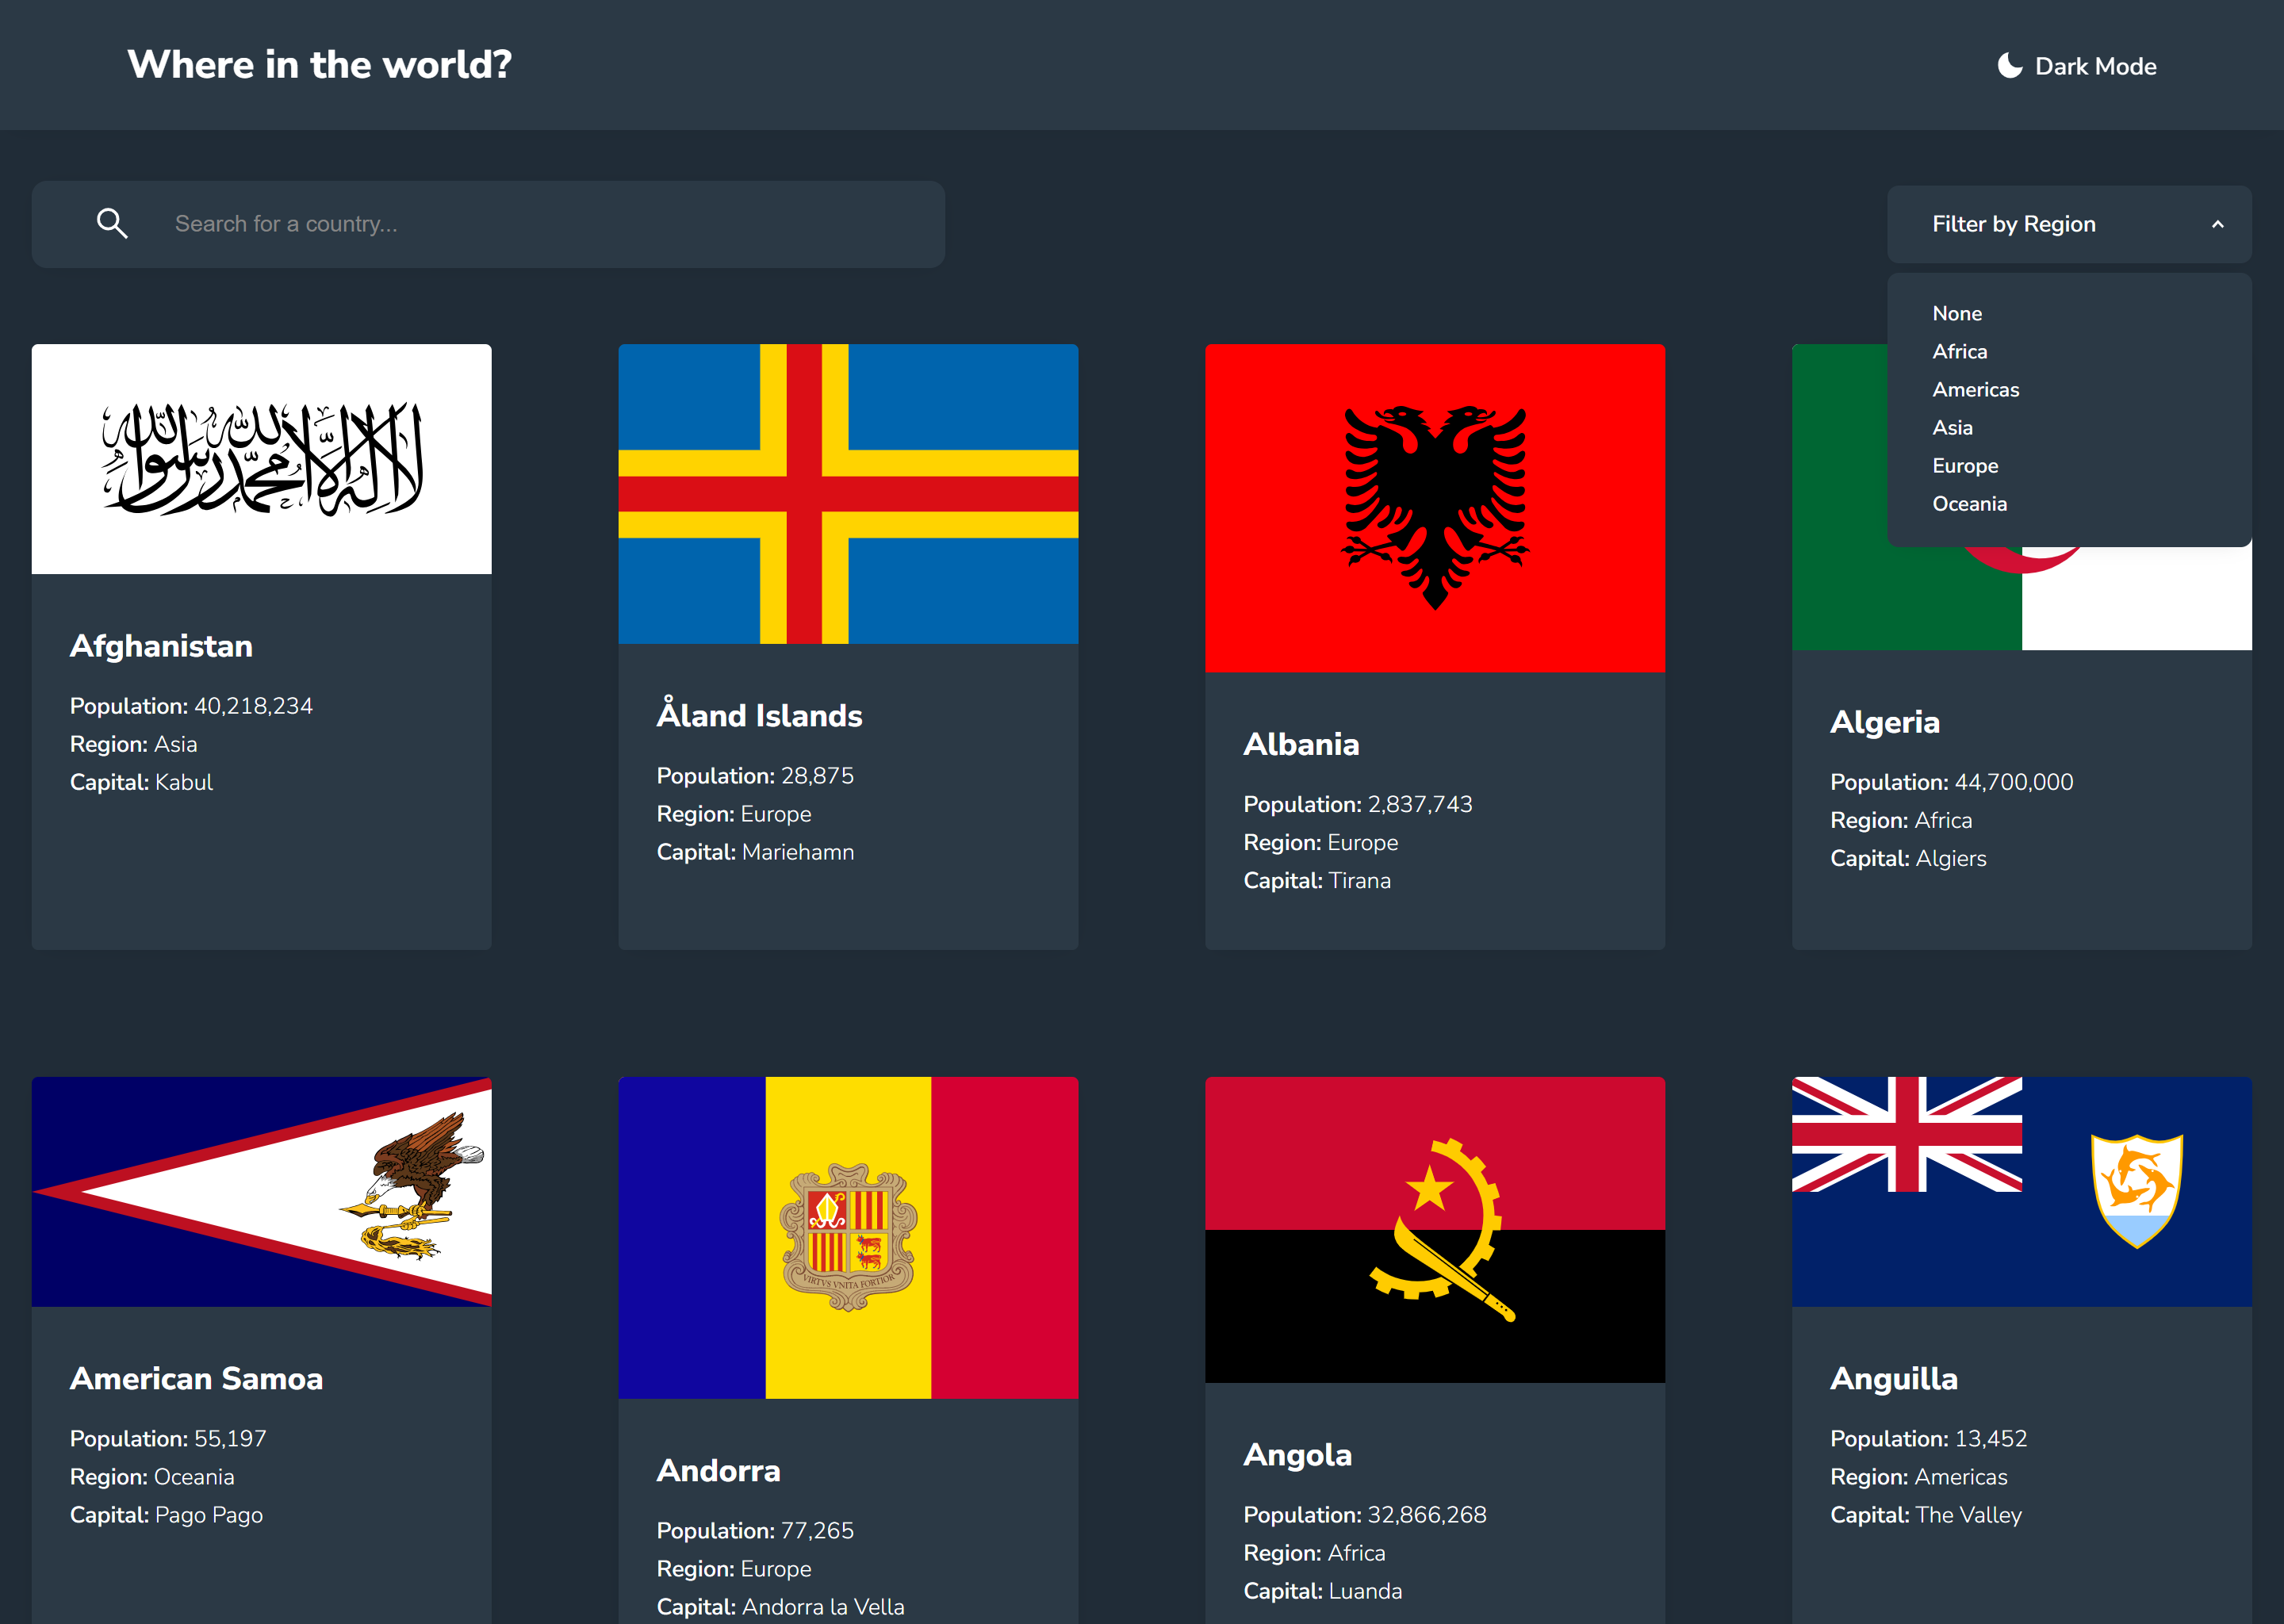 Where in the world?
Dark Mode
Search for a country...
Filter by Region
None
Africa
Americas
Asia
Europe
Oceania
لا إله إلا الله محمد رسول الله
Afghanistan
Population: 40,218,234
Region: Asia
Capital: Kabul
Åland Islands
Population: 28,875
Region: Europe
Capital: Mariehamn
Albania
Population: 2,837,743
Region: Europe
Capital: Tirana
Algeria
Population: 44,700,000
Region: Africa
Capital: Algiers
American Samoa
Population: 55,197
Region: Oceania
Capital: Pago Pago
VIRTVS VNITA FORTIOR
Andorra
Population: 77,265
Region: Europe
Capital: Andorra la Vella
Angola
Population: 32,866,268
Region: Africa
Capital: Luanda
Anguilla
Population: 13,452
Region: Americas
Capital: The Valley